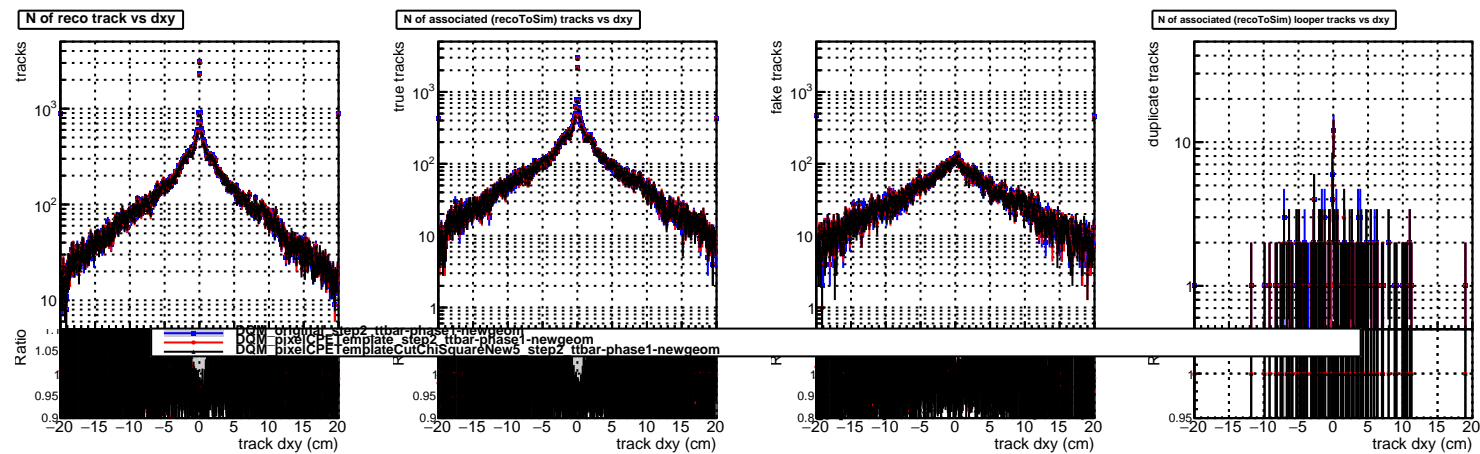 N of reco track vs dxy
tracks
10³
10²
10
Ratio
1.05
1
0.95
0.9
−20 −15 −10 −5 0 5 10 15 20
track dxy (cm)
N of associated (recoToSim) tracks vs dxy
true tracks
10³
10²
10
1
1
0.95
0.9
−20 −15 −10 −5 0 5 10 15 20
track dxy (cm)
fake tracks
10³
10²
10
1
1
0.9
−20 −15 −10 −5 0 5 10 15 20
track dxy (cm)
N of associated (recoToSim) looper tracks vs dxy
duplicate tracks
10
1
Ratio
1
0.95
−20 −15 −10 −5 0 5 10 15 20
track dxy (cm)
DQM_original_step2_ttbar-phase1-newgeom
DQM_pixelCPETemplate_step2_ttbar-phase1-newgeom
DQM_pixelCPETemplateCutChiSquareNew5_step2_ttbar-phase1-newgeom